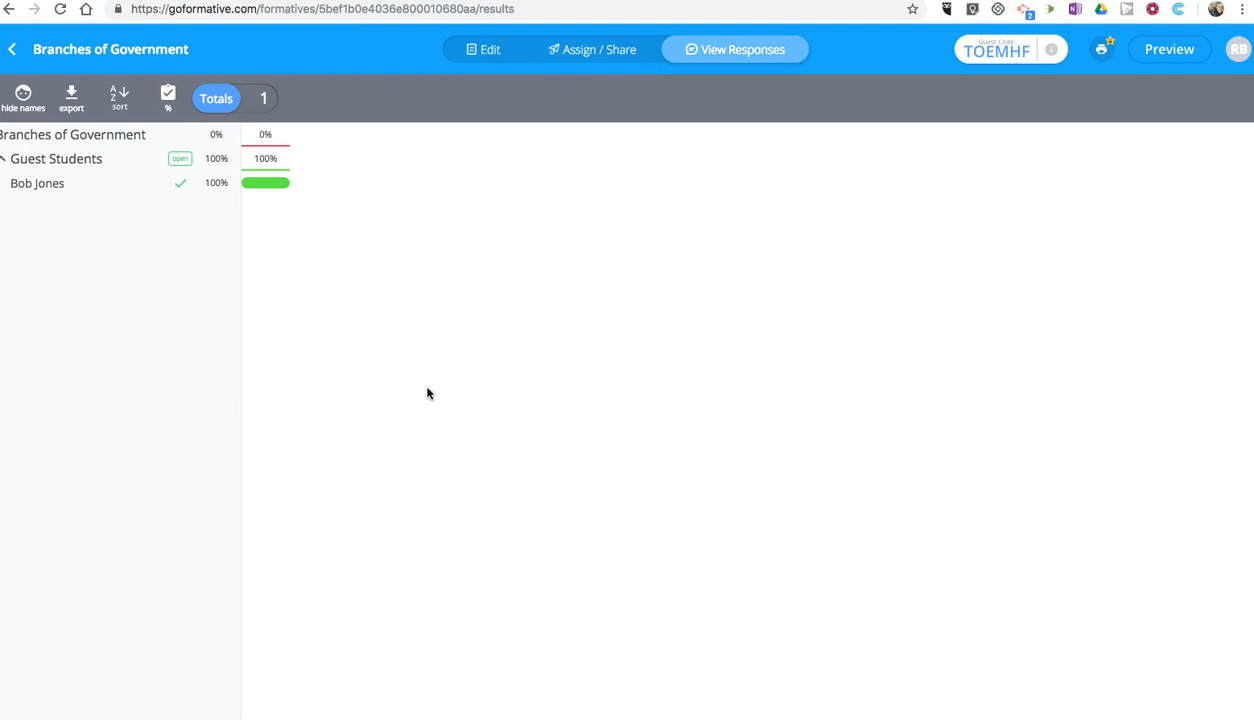 https://goformative.com/formatives/5bef1b0e4036e800010680aa/results
2
Branches of Government
Edit
Assign / Share
View Responses
Guest Code:
TOEMHF
Preview
RB
hide names
export
A
Z
sort
%
Totals
1
Branches of Government 0% 0%
Guest Students open 100% 100%
Bob Jones 100%